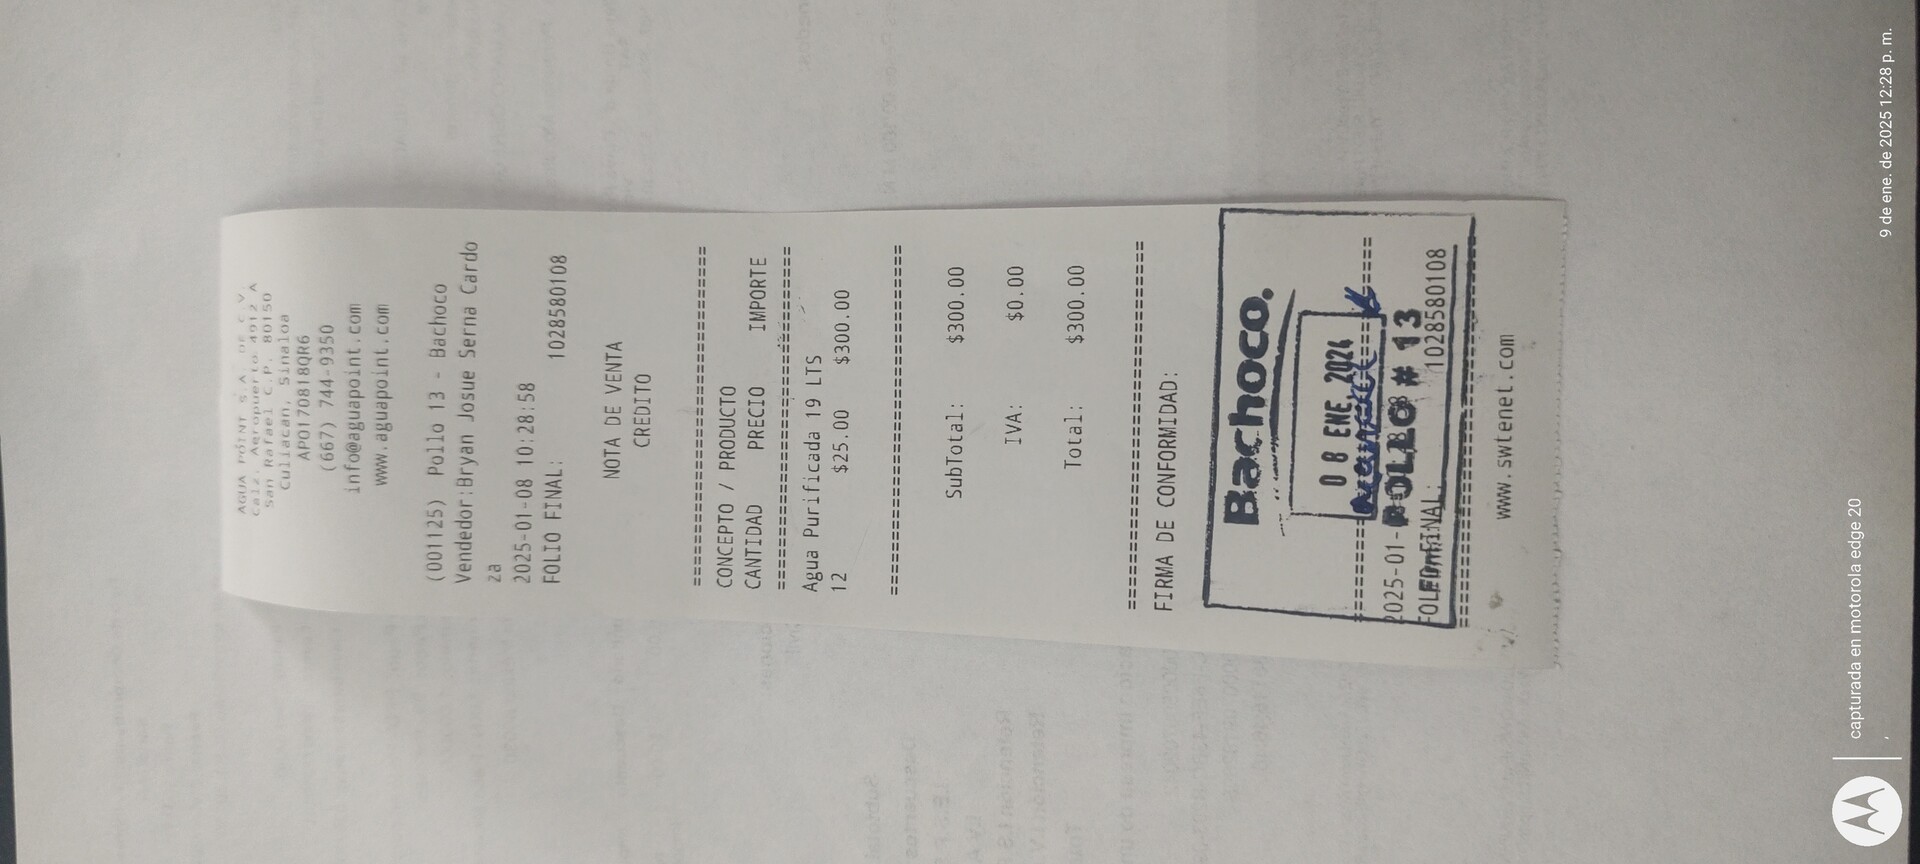 AGUA POINT S.A. DE C.V.
Calz. Aeropuerto 4912 A
San Rafael C.P. 80150
Culiacan, Sinaloa
APO170818QR6
(667) 744-9350
info@aguapoint.com
www.aguapoint.com
(001125) Pollo 13 - Bachoco
Vendedor:Bryan Josue Serna Cardo
za
2025-01-08 10:28:58
FOLIO FINAL: 1028580108
NOTA DE VENTA
CREDITO
================================
CONCEPTO / PRODUCTO
CANTIDAD PRECIO IMPORTE
================================
Agua Purificada 19 LTS
12 $25.00 $300.00
================================
SubTotal: $300.00
IVA: $0.00
Total: $300.00
================================
FIRMA DE CONFORMIDAD:
Bachoco.
08 ENE. 2024
================================
2025-01-
POLLO # 13
FINAL: 1028580108
================================
www.swtenet.com
capturada en motorola edge 20
9 de ene. de 2025 12:28 p. m.